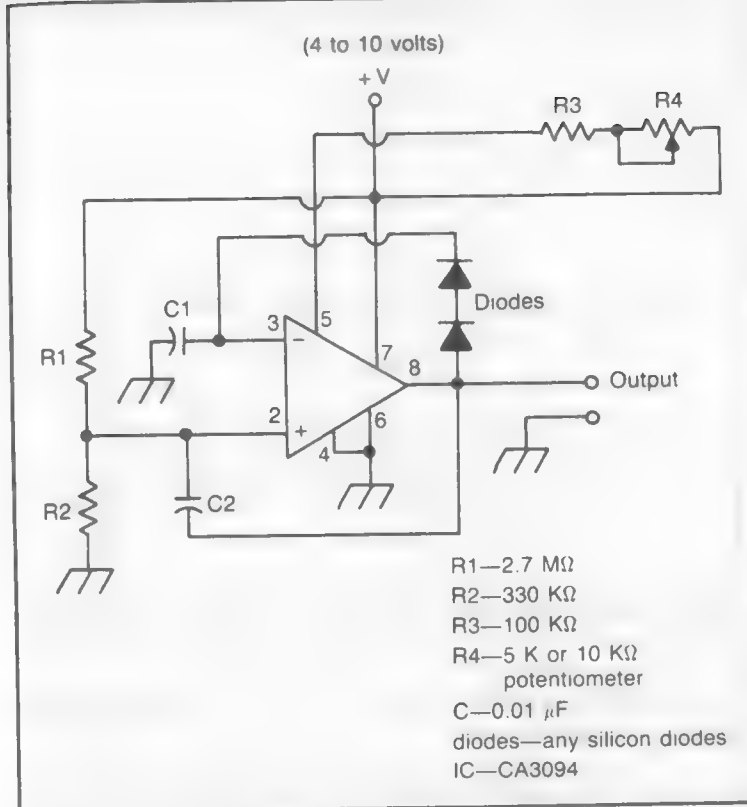 (4 to 10 volts)
+ V
R3
R4
C1
3
−
5
Diodes
7
8
R1
Output
2
+
6
4
R2
C2
R1—2.7 MΩ
R2—330 KΩ
R3—100 KΩ
R4—5 K or 10 KΩ
potentiometer
C—0.01 μF
diodes—any silicon diodes
IC—CA3094